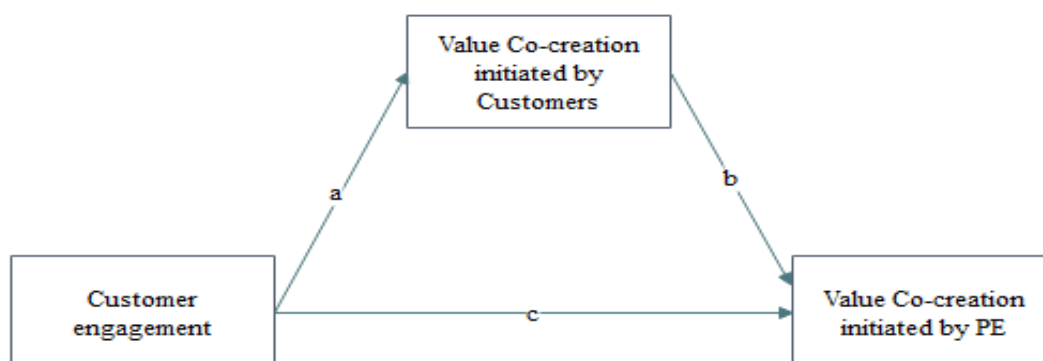 Value Co-creation
initiated by
Customers
a
b
Customer
engagement
c
Value Co-creation
initiated by PE